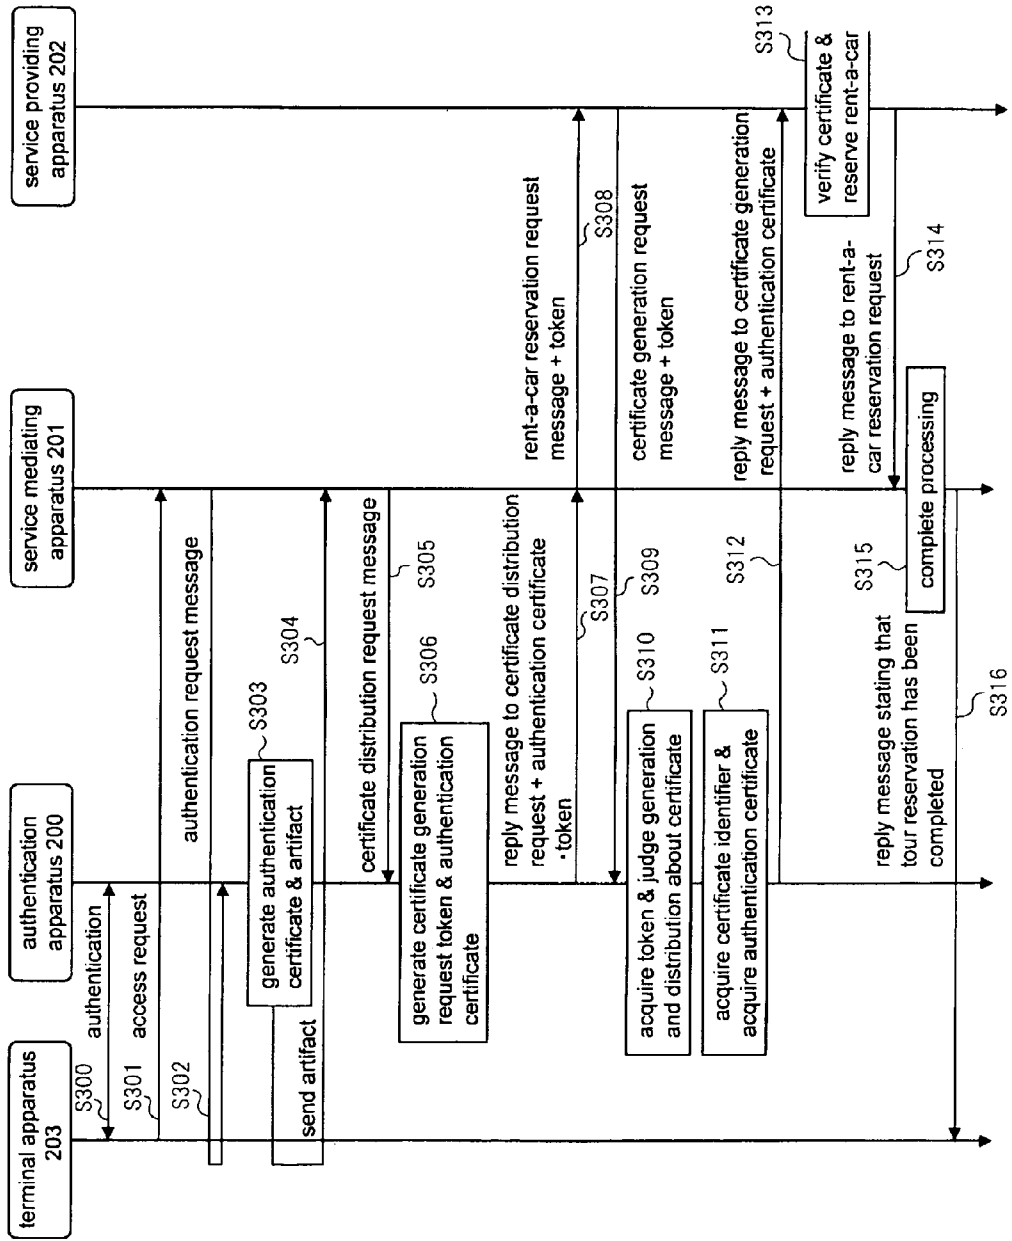 terminal apparatus
203
authentication
apparatus 200
service mediating
apparatus 201
service providing
apparatus 202
S300
authentication
S301
access request
S302
authentication request message
S303
generate authentication
certificate & artifact
send artifact
S304
certificate distribution request message
S305
S306
generate certificate generation
request token & authentication
certificate
reply message to certificate distribution
request + authentication certificate
·token
S307
rent-a-car reservation request
message + token
S308
certificate generation request
message + token
S309
S310
acquire token & judge generation
and distribution about certificate
S311
acquire certificate identifier &
acquire authentication certificate
reply message to certificate generation
request + authentication certificate
S312
S313
verify certificate &
reserve rent-a-car
reply message to rent-a-
car reservation request
S314
S315
complete processing
reply message stating that
tour reservation has been
completed
S316